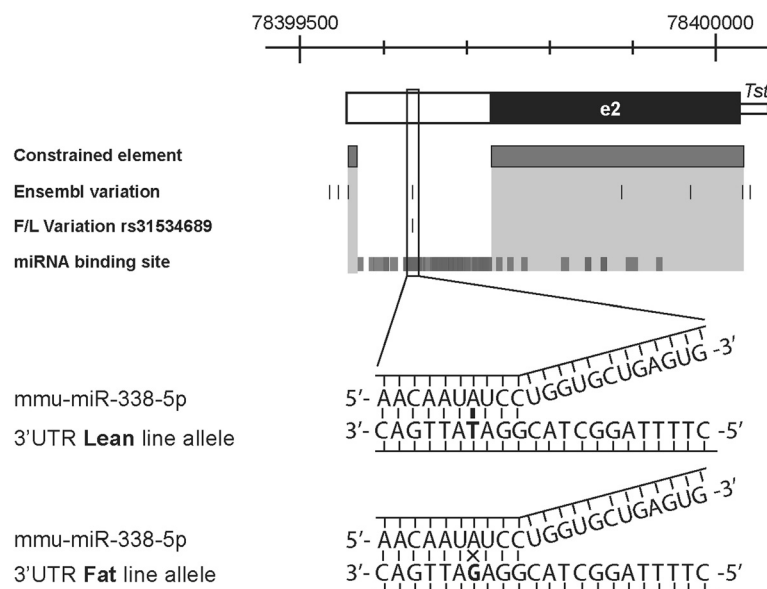 78399500 78400000
Tst
e2
Constrained element
Ensembl variation
F/L Variation rs31534689
miRNA binding site
mmu-miR-338-5p 5′- AACAAUAUCCUGGUGCUGAGUG -3′
3′UTR Lean line allele 3′- CAGTTATAGGCATCGGATTTTC -5′
mmu-miR-338-5p 5′- AACAAUAUCCUGGUGCUGAGUG -3′
3′UTR Fat line allele 3′- CAGTTAGAGGCATCGGATTTTC -5′